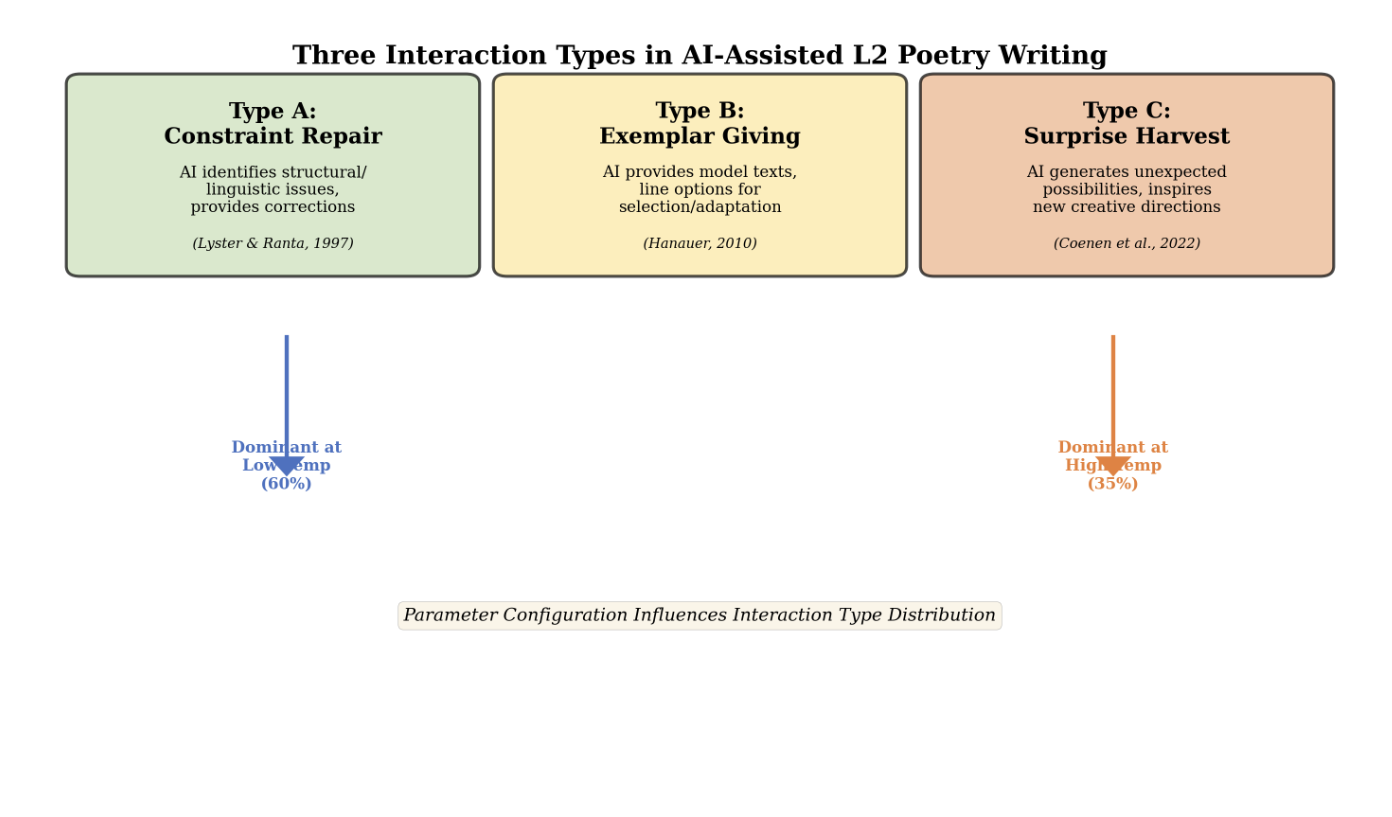 Three Interaction Types in AI-Assisted L2 Poetry Writing
Type A:
Constraint Repair
AI identifies structural/
linguistic issues,
provides corrections
(Lyster & Ranta, 1997)
Type B:
Exemplar Giving
AI provides model texts,
line options for
selection/adaptation
(Hanauer, 2010)
Type C:
Surprise Harvest
AI generates unexpected
possibilities, inspires
new creative directions
(Coenen et al., 2022)
Dominant at
Low Temp
(60%)
Dominant at
High Temp
(35%)
Parameter Configuration Influences Interaction Type Distribution